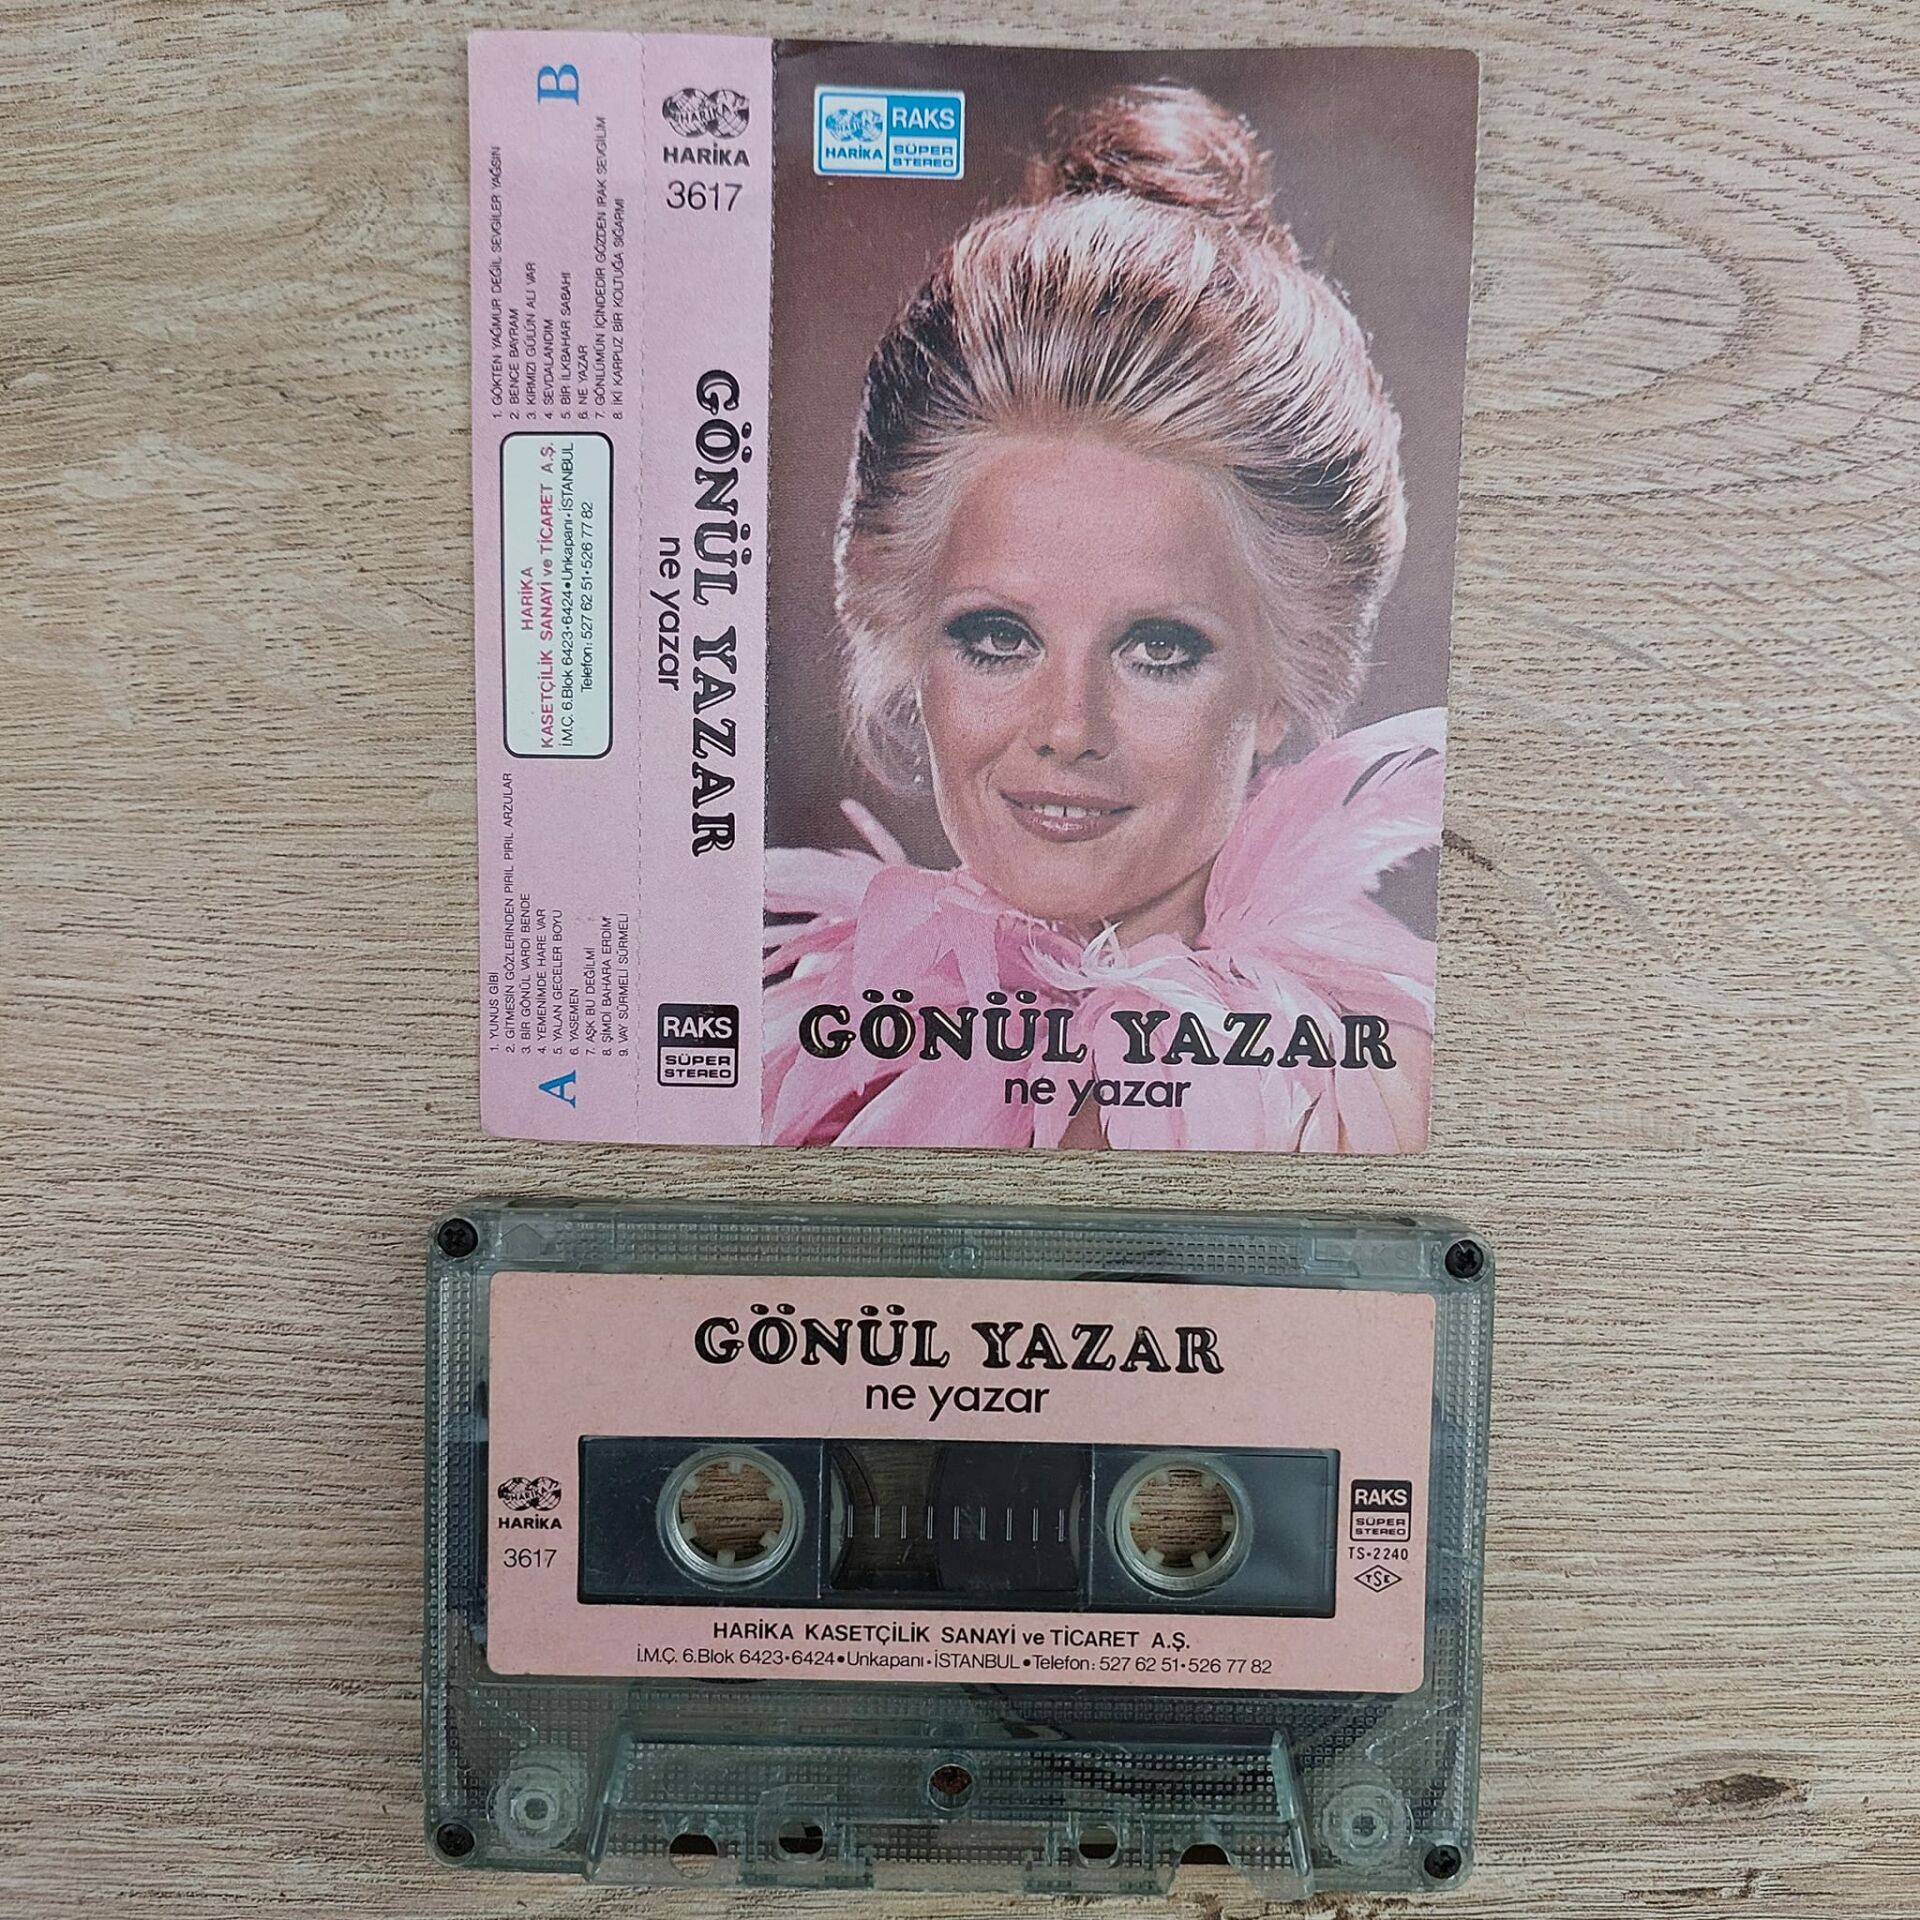 B
1. GÖKTEN YAĞMUR DEĞİL SEVGİLER YAĞSIN
2. BENCE BAYRAM
3. KIRMIZI GÜLÜN ALI VAR
4. SEVDALANDIM
5. BİR İLKBAHAR SABAHI
6. NE YAZAR
7. GÖNLÜMÜN İÇİNDEDİR GÖZDEN IRAK SEVGİLİM
8. İKİ KARPUZ BİR KOLTUĞA SIĞARMI
HARİKA
KASETÇİLİK SANAYİ ve TİCARET A.Ş.
İ.M.Ç. 6.Blok 6423•6424•Unkapanı•İSTANBUL
Telefon: 527 62 51•526 77 82
A
1. YUNUS GİBİ
2. GİTMESİN GÖZLERİNDEN PIRIL PIRIL ARZULAR
3. BİR GÖNÜL VARDI BENDE
4. YEMENİMDE HARE VAR
5. YALAN GECELER BOYU
6. YASEMEN
7. AŞK BU DEĞİLMİ
8. ŞİMDİ BAHARA ERDİM
9. VAY SÜRMELİ SÜRMELİ
HARİKA
HARİKA
3617
GÖNÜL YAZAR
ne yazar
RAKS
SÜPER
STEREO
HARİKA
HARİKA
RAKS
SÜPER
STEREO
GÖNÜL YAZAR
ne yazar
GÖNÜL YAZAR
ne yazar
HARİKA
HARİKA
3617
RAKS
SÜPER
STEREO
TS-2240
TSE
HARİKA KASETÇİLİK SANAYİ ve TİCARET A.Ş.
İ.M.Ç. 6.Blok 6423•6424•Unkapanı•İSTANBUL•Telefon: 527 62 51•526 77 82